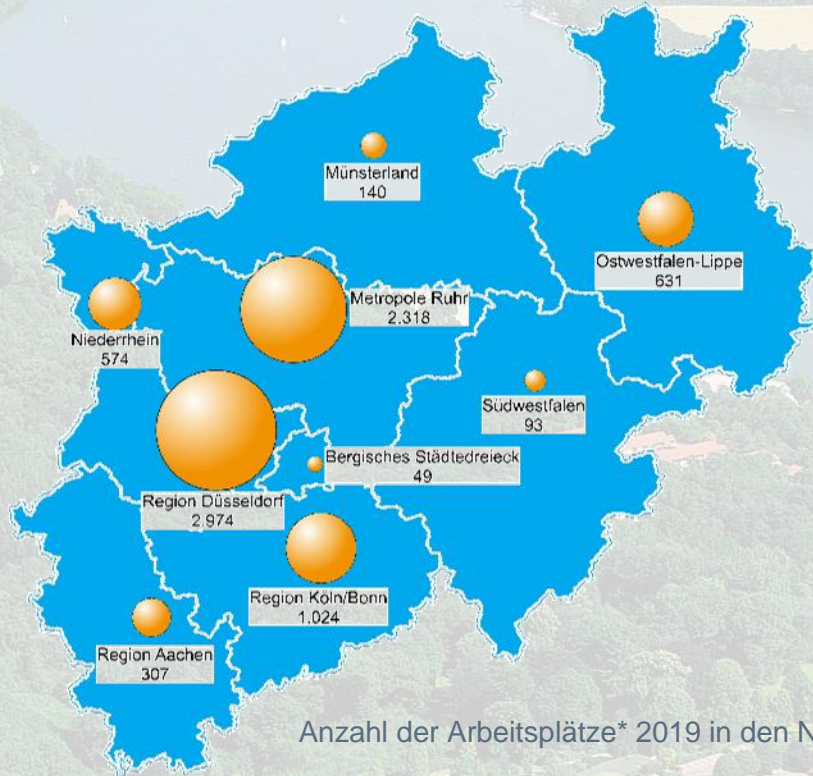 Münsterland
140
Ostwestfalen-Lippe
631
Metropole Ruhr
2.318
Niederrhein
574
Südwestfalen
93
Bergisches Städtedreieck
49
Region Düsseldorf
2.974
Region Köln/Bonn
1.024
Region Aachen
307
Anzahl der Arbeitsplätze* 2019 in den N